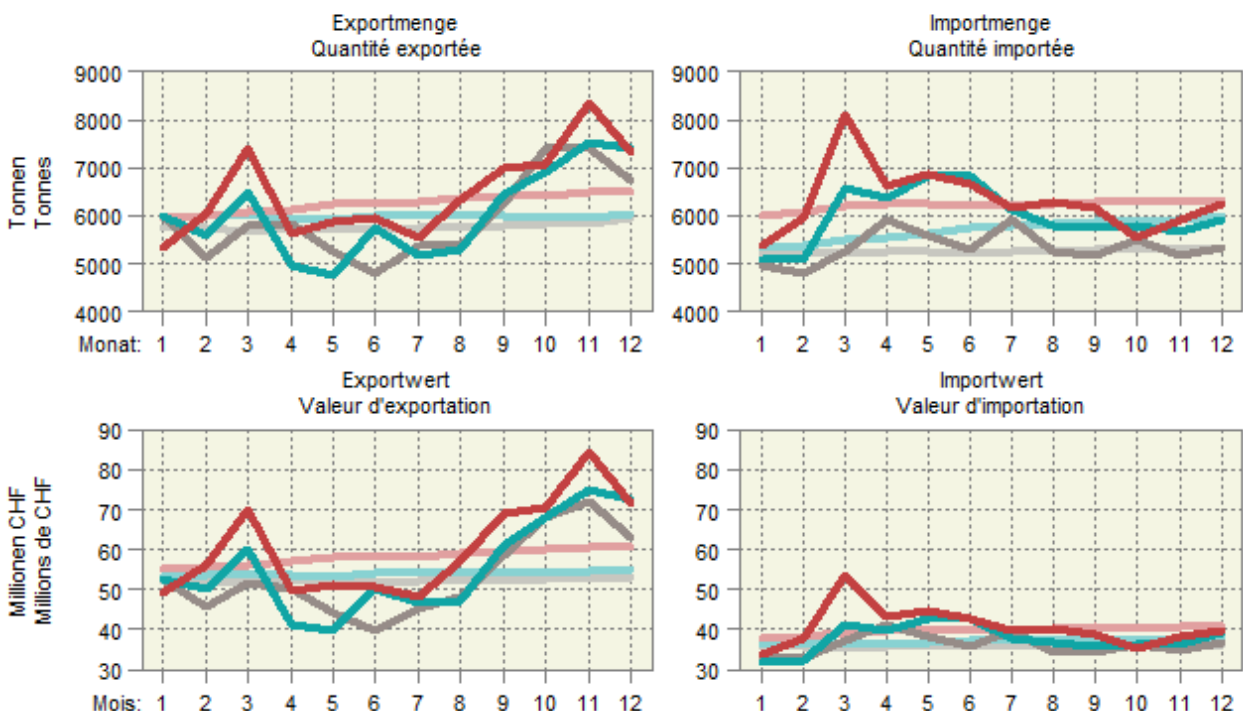 Exportmenge
Quantité exportée
Importmenge
Quantité importée
Tonnen
Tonnes
9000
8000
7000
6000
5000
4000
Monat: 1 2 3 4 5 6 7 8 9 10 11 12
9000
8000
7000
6000
5000
4000
1 2 3 4 5 6 7 8 9 10 11 12
Exportwert
Valeur d'exportation
Importwert
Valeur d'importation
Millionen CHF
Millions de CHF
90
80
70
60
50
40
30
Mois: 1 2 3 4 5 6 7 8 9 10 11 12
90
80
70
60
50
40
30
1 2 3 4 5 6 7 8 9 10 11 12